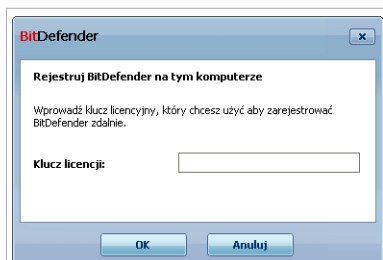 BitDefender
Rejestruj BitDefender na tym komputerze
Wprowadź klucz licencyjny, który chcesz użyć aby zarejestrować
BitDefender zdalnie.
Klucz licencji:
OK Anuluj